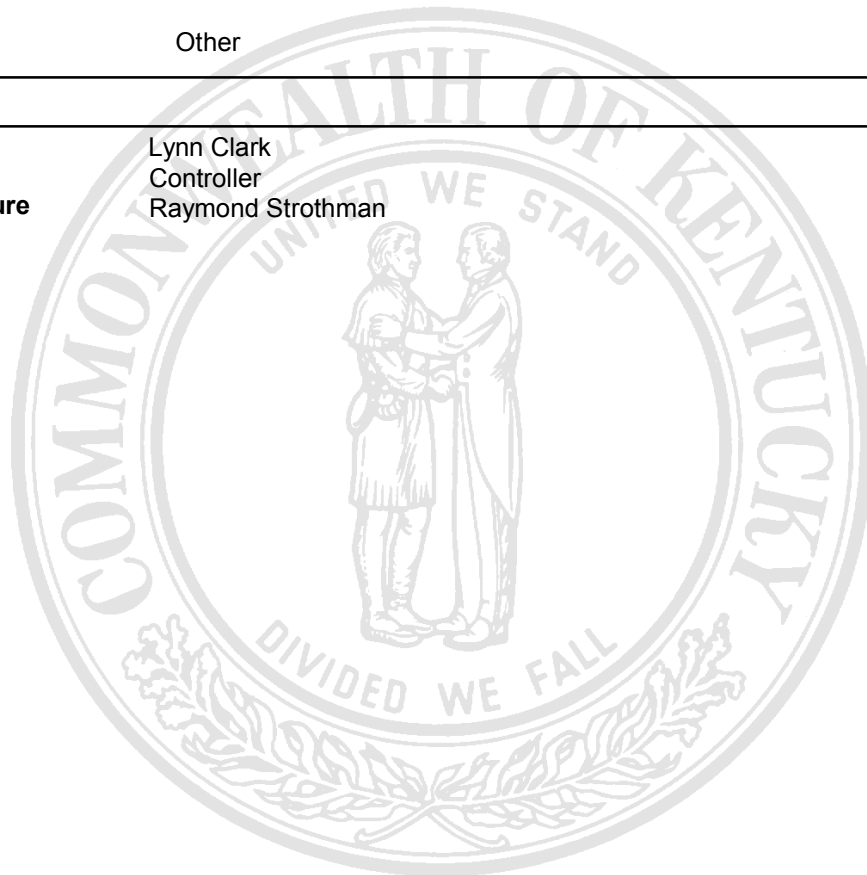 Other
Lynn Clark
Controller
ure
Raymond Strothman
COMMONWEALTH OF KENTUCKY
UNITED WE STAND
DIVIDED WE FALL